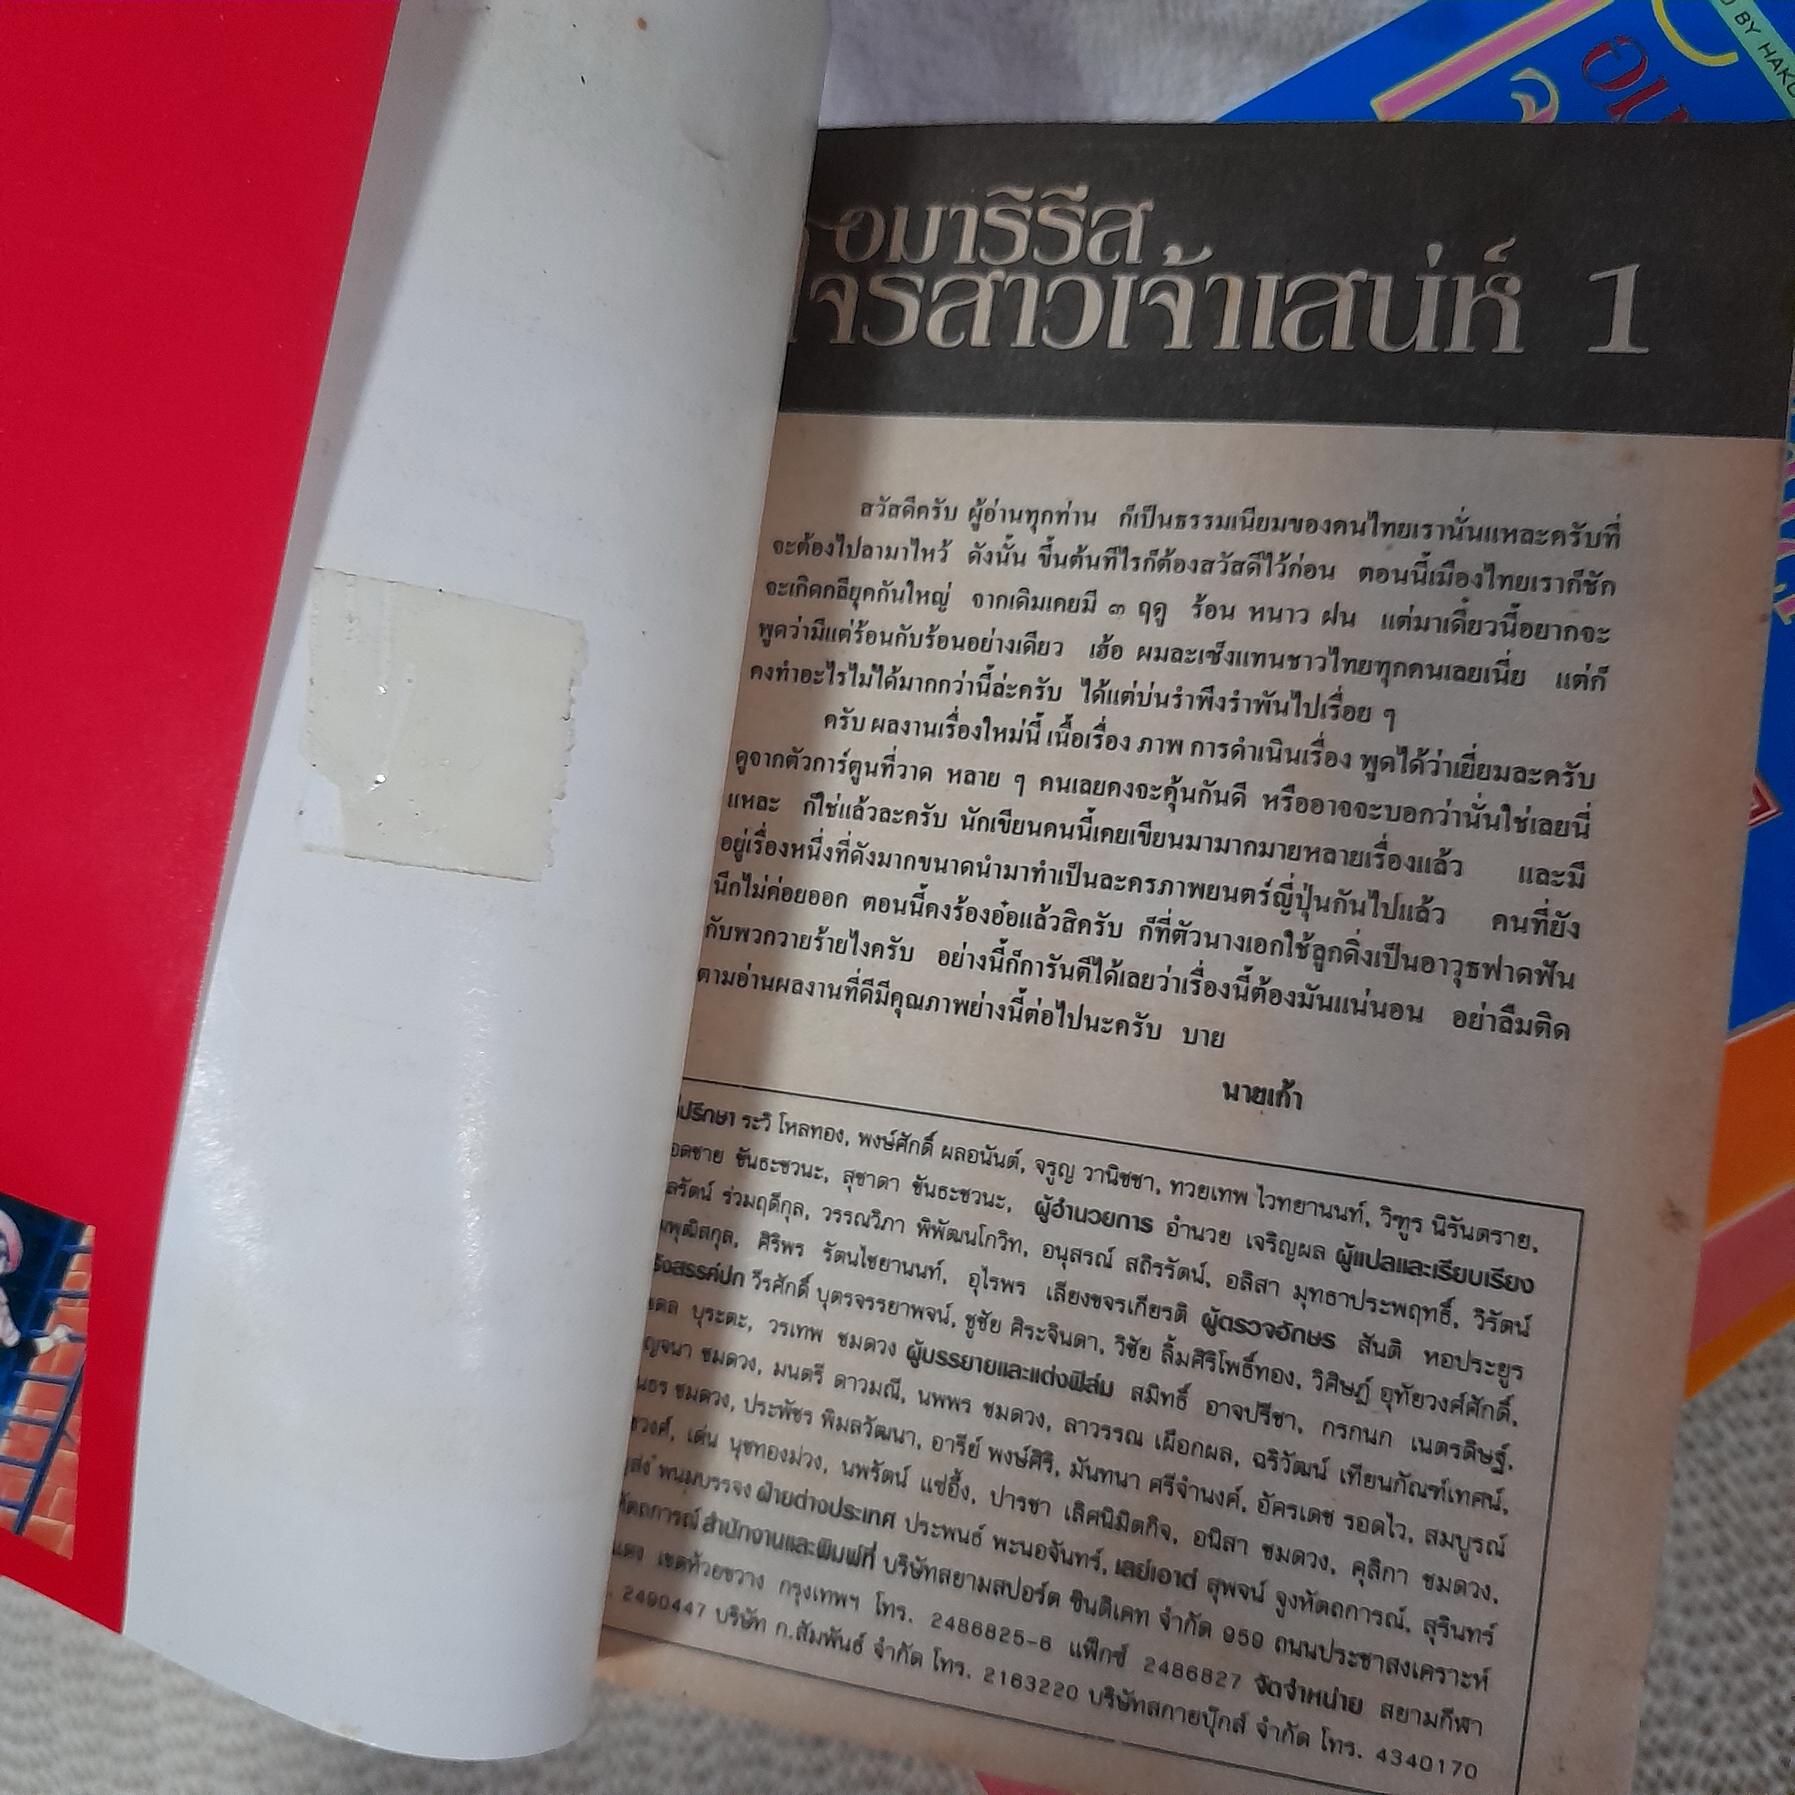 BY HAKU
อมาริรีส
จรสาวเจ้าเสน่ห์ 1
สวัสดีครับ ผู้อ่านทุกท่าน ก็เป็นธรรมเนียมของคนไทยเรานั่นแหละครับที่
จะต้องไปลามาไหว้ ดังนั้น ขึ้นต้นทีไรก็ต้องสวัสดีไว้ก่อน ตอนนี้เมืองไทยเราก็ชัก
จะเกิดกลียุคกันใหญ่ จากเดิมเคยมี ๓ ฤดู ร้อน หนาว ฝน แต่มาเดี๋ยวนี้อยากจะ
พูดว่ามีแต่ร้อนกับร้อนอย่างเดียว เฮ้อ ผมละเซ็งแทนชาวไทยทุกคนเลยเนี่ย แต่ก็
คงทำอะไรไม่ได้มากกว่านี้ล่ะครับ ได้แต่บ่นรำพึงรำพันไปเรื่อย ๆ
ครับ ผลงานเรื่องใหม่นี้ เนื้อเรื่อง ภาพ การดำเนินเรื่อง พูดได้ว่าเยี่ยมละครับ
ดูจากตัวการ์ตูนที่วาด หลาย ๆ คนเลยคงจะคุ้นกันดี หรืออาจจะบอกว่านั่นใช่เลยนี่
แหละ ก็ใช่แล้วละครับ นักเขียนคนนี้เคยเขียนมามากมายหลายเรื่องแล้ว และมี
อยู่เรื่องหนึ่งที่ดังมากขนาดนำมาทำเป็นละครภาพยนตร์ญี่ปุ่นกันไปแล้ว คนที่ยัง
นึกไม่ค่อยออก ตอนนี้คงร้องอ๋อแล้วสิครับ ก็ที่ตัวนางเอกใช้ลูกดิ่งเป็นอาวุธฟาดฟัน
กับพวกวายร้ายไงครับ อย่างนี้ก็การันตีได้เลยว่าเรื่องนี้ต้องมันแน่นอน อย่าลืมติด
ตามอ่านผลงานที่ดีมีคุณภาพย่างนี้ต่อไปนะครับ บาย
นายเก้า
ปรึกษา ระวิ โหลทอง, พงษ์ศักดิ์ ผลอนันต์, จรูญ วานิชชา, ทวยเทพ ไวทยานนท์, วิฑูร นิรันตราย,
อดชาย ขันธะชวนะ, สุชาดา ขันธะชวนะ, ผู้อำนวยการ อำนวย เจริญผล ผู้แปลและเรียบเรียง
ลรัตน์ ร่วมฤดีกุล, วรรณวิภา พิพัฒนโกวิท, อนุสรณ์ สถิรรัตน์, อลิสา มุทธาประพฤทธิ์, วิรัตน์
พุฒิสกุล, ศิริพร รัตนไชยานนท์, อุไรพร เลียงขจรเกียรติ ผู้ตรวจอักษร สันติ หอประยูร
รังสรรค์ปก วีรศักดิ์ บุตรจรรยาพจน์, ชูชัย ศิระจินดา, วิชัย ลิ้มศิริโพธิ์ทอง, วิศิษฎ์ อุทัยวงศ์ศักดิ์,
บุระตะ, วรเทพ ชมดวง ผู้บรรยายและแต่งฟิล์ม สมิทธิ์ อาจปรีชา, กรกนก เนตรดิษฐ์,
ญจนา ชมดวง, มนตรี ดาวมณี, นพพร ชมดวง, ลาวรรณ เผือกผล, ฉริวัฒน์ เทียนกัณฑ์เทศน์,
นธร ชมดวง, ประพัชร พิมลวัฒนา, อารีย์ พงษ์ศิริ, มันทนา ศรีจำนงค์, อัครเดช รอดไว, สมบูรณ์
ชวงศ์, เด่น นุชทองม่วง, นพรัตน์ แซ่อึ้ง, ปารชา เลิศนิมิตกิจ, อนิสา ชมดวง, คุลิกา ชมดวง,
พนมบรรจง ฝ่ายต่างประเทศ ประพนธ์ พะนอจันทร์, เลย์เอาต์ สุพจน์ จูงหัตถการณ์, สุรินทร์
หัตถการณ์ สำนักงานและพิมพ์ที่ บริษัทสยามสปอร์ต ซินดิเคท จำกัด 959 ถนนประชาสงเคราะห์
แดง เขตห้วยขวาง กรุงเทพฯ โทร. 2486825-6 แฟ็กซ์ 2486827 จัดจำหน่าย สยามกีฬา
2490447 บริษัท ก.สัมพันธ์ จำกัด โทร. 2183220 บริษัทสกายบุ๊กส์ จำกัด โทร. 4340170